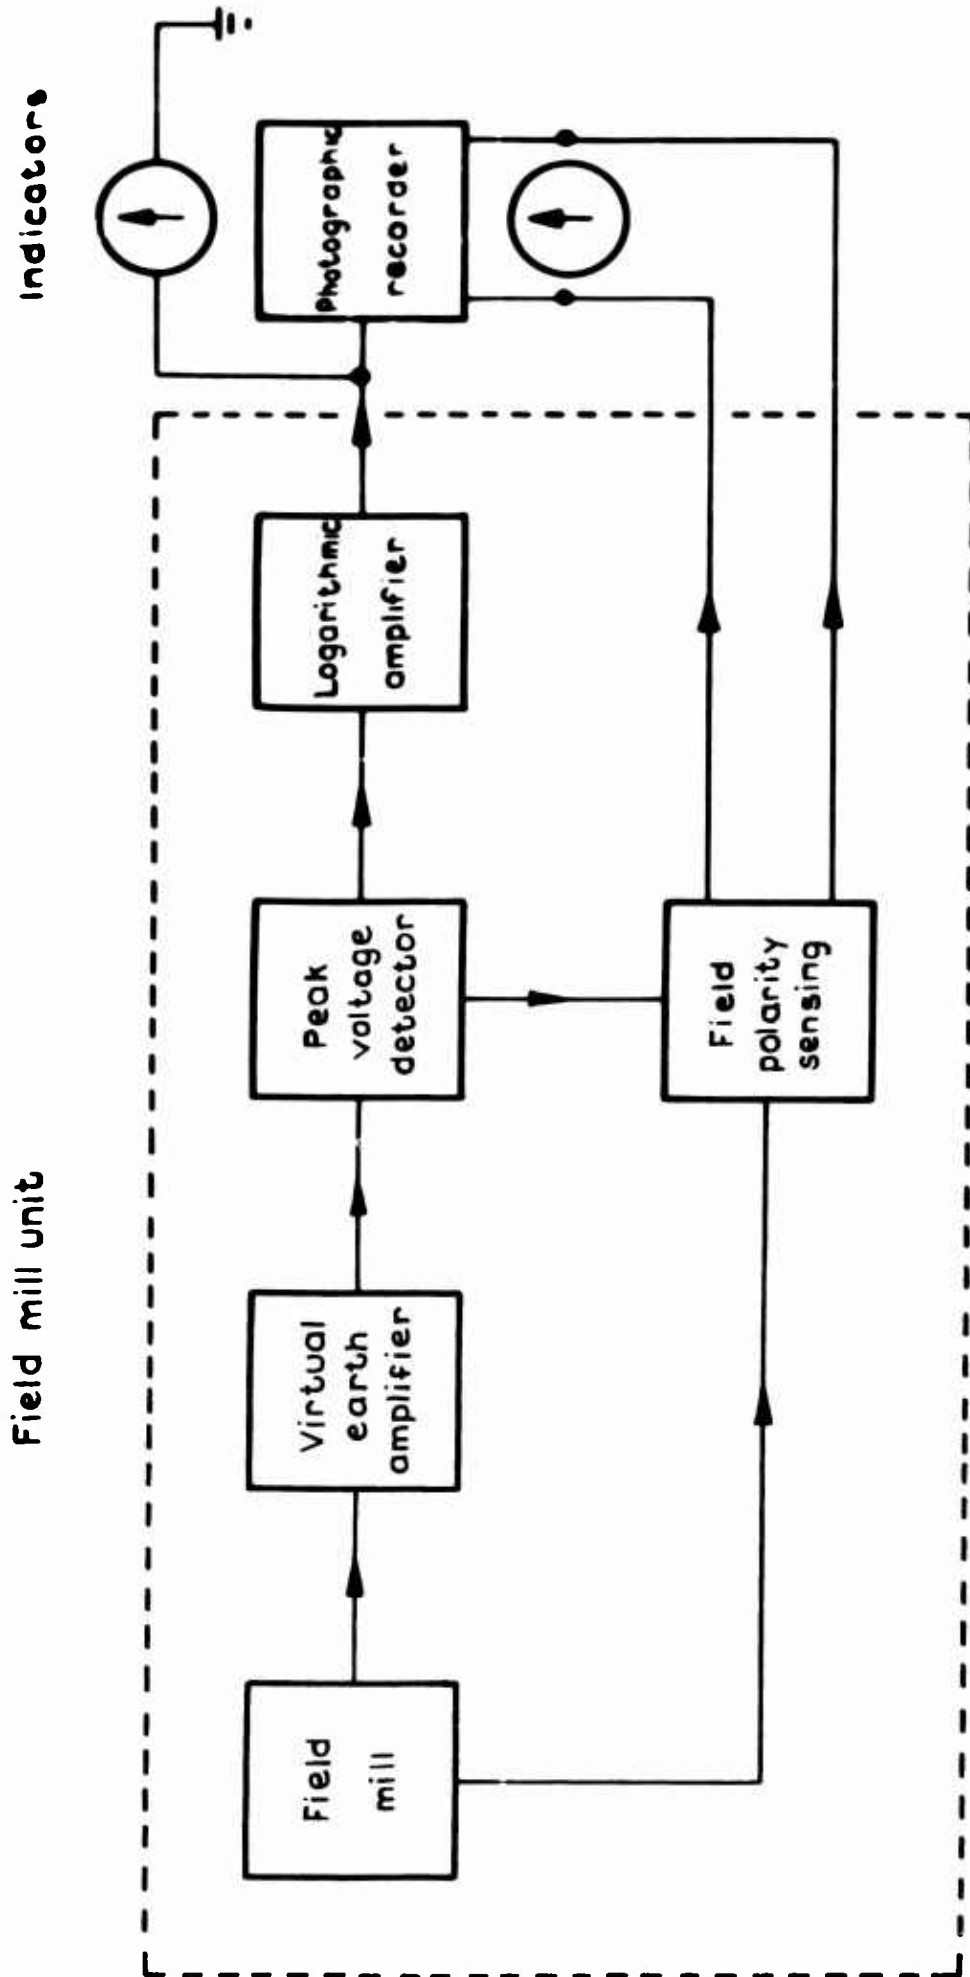 Field mill unit
Indicators
Field
mill
Virtual
earth
amplifier
Peak
voltage
detector
Logarithmic
amplifier
Photographic
recorder
Field
polarity
sensing